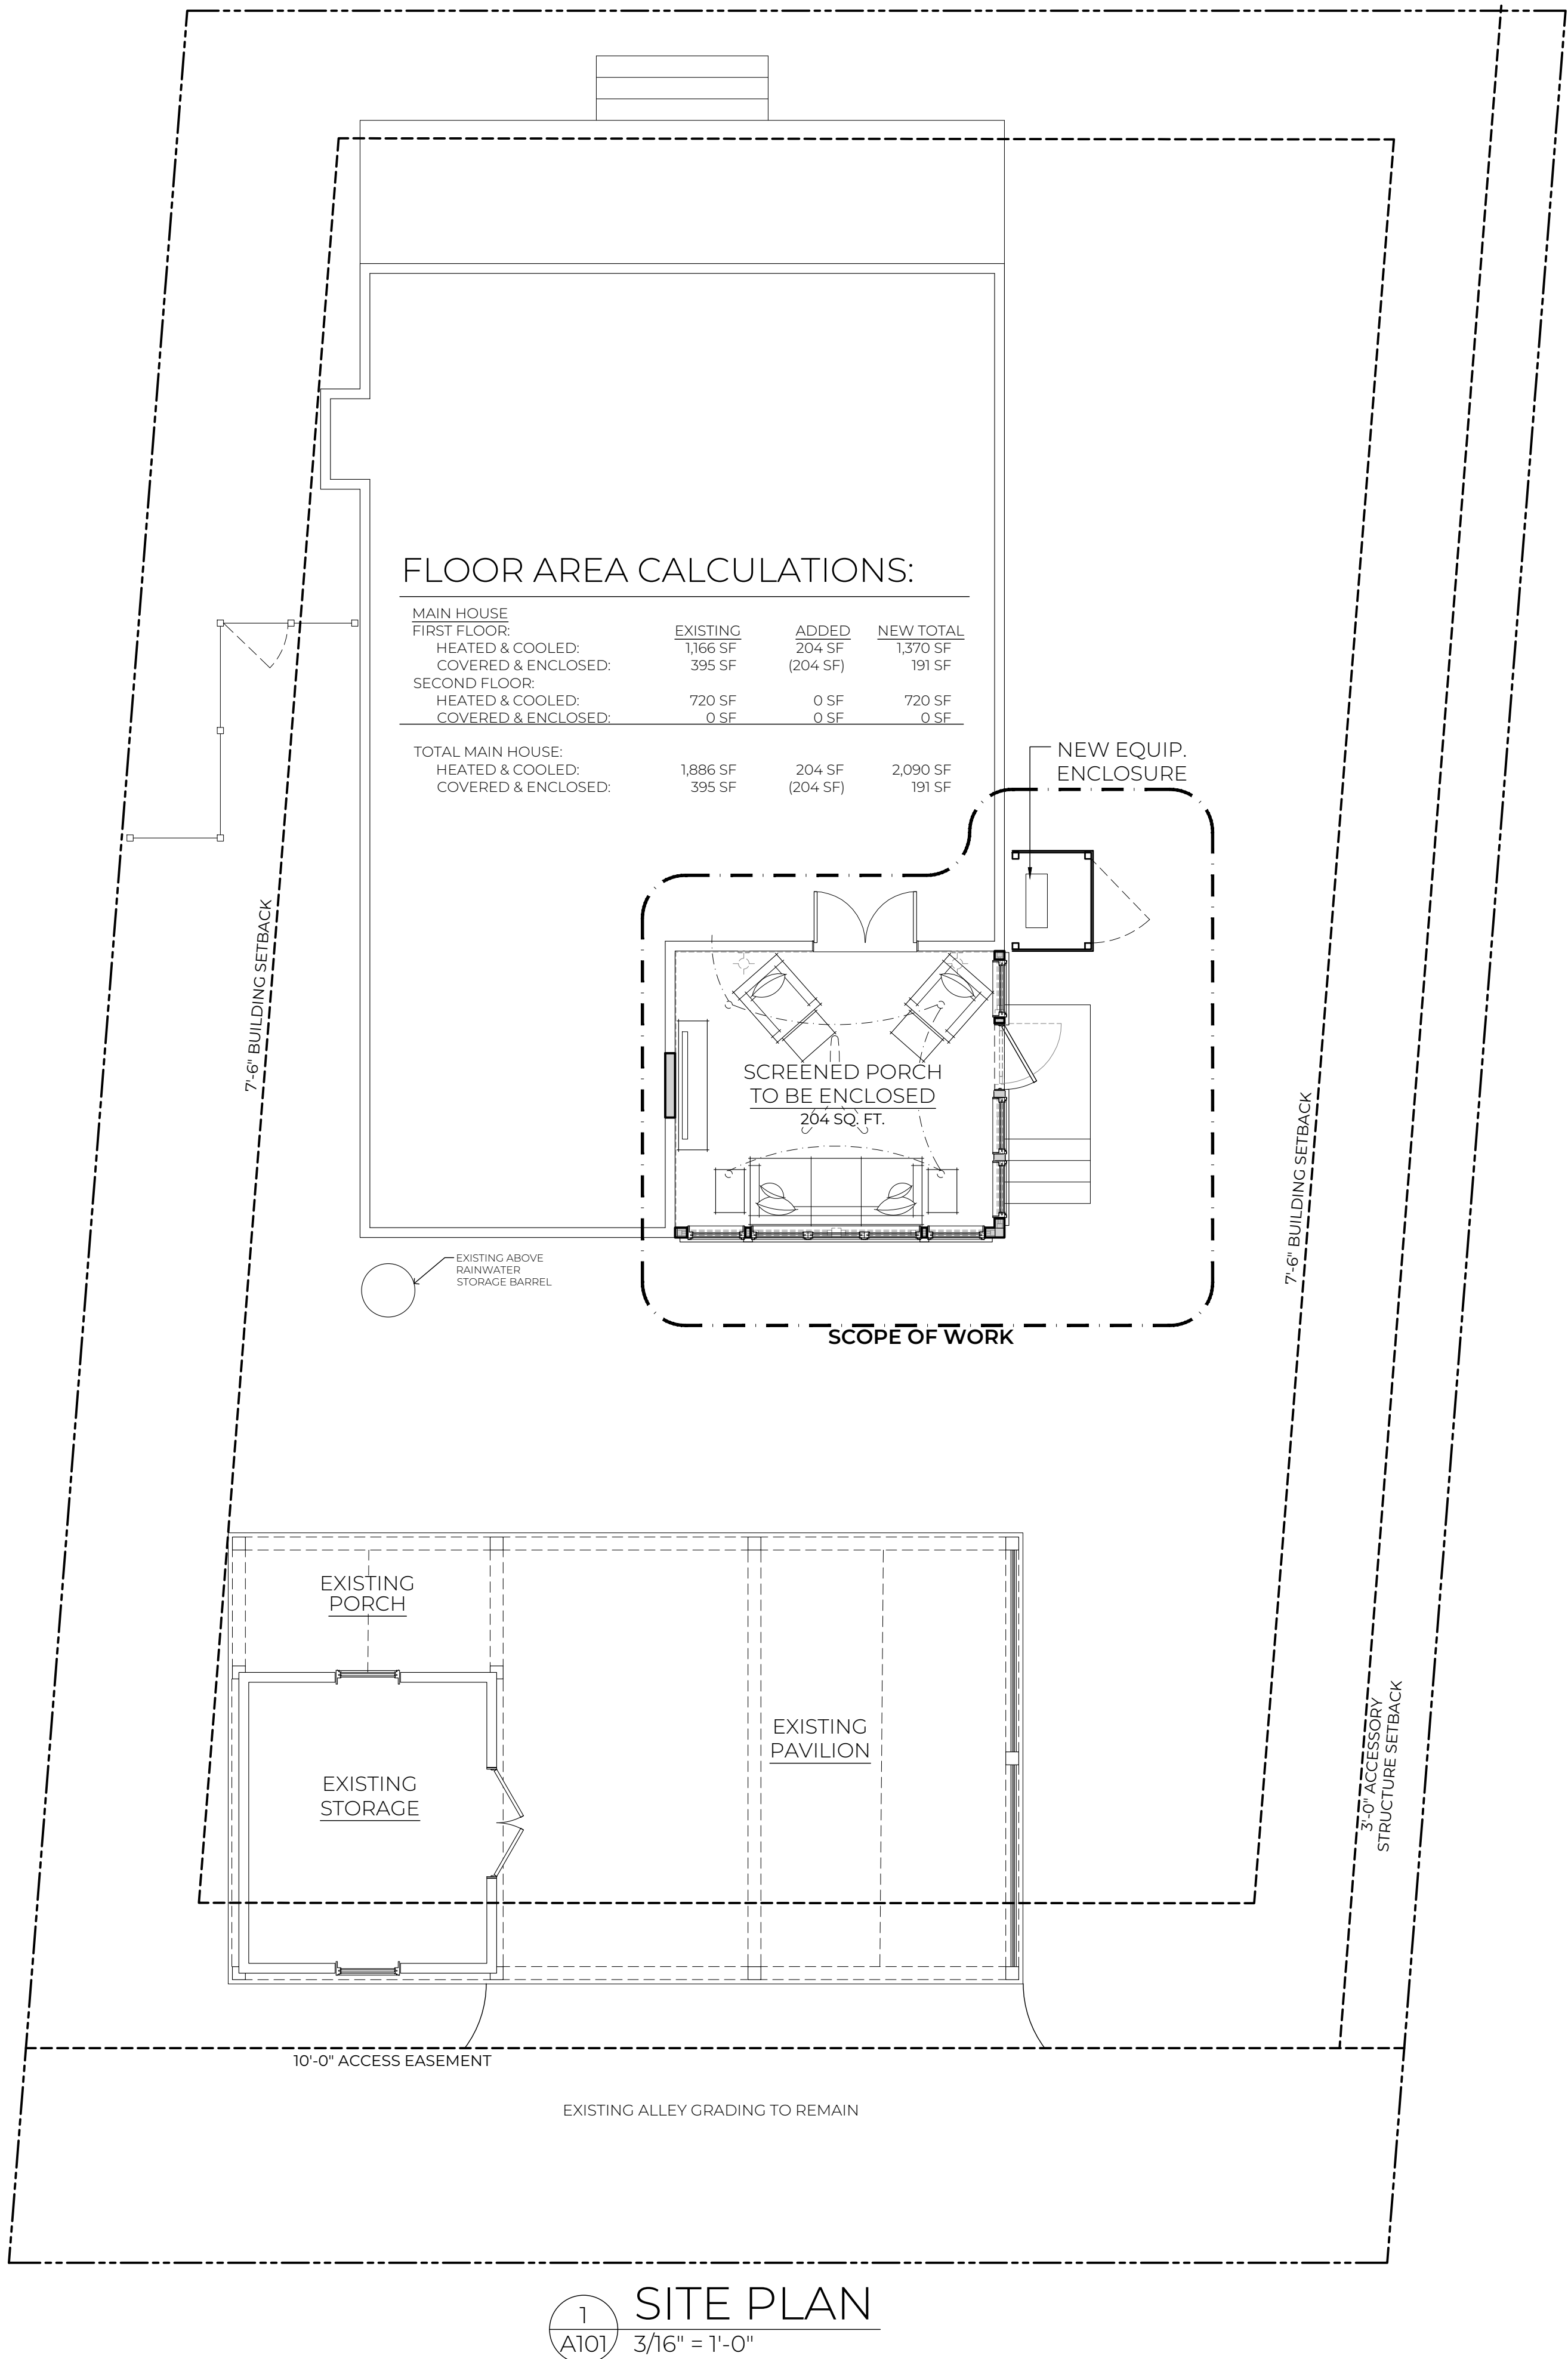 FLOOR AREA CALCULATIONS:
MAIN HOUSE
FIRST FLOOR: EXISTING ADDED NEW TOTAL
HEATED & COOLED: 1,166 SF 204 SF 1,370 SF
COVERED & ENCLOSED: 395 SF (204 SF) 191 SF
SECOND FLOOR:
HEATED & COOLED: 720 SF 0 SF 720 SF
COVERED & ENCLOSED: 0 SF 0 SF 0 SF
TOTAL MAIN HOUSE:
HEATED & COOLED: 1,886 SF 204 SF 2,090 SF
COVERED & ENCLOSED: 395 SF (204 SF) 191 SF
NEW EQUIP.
ENCLOSURE
7'-6" BUILDING SETBACK
SCREENED PORCH
TO BE ENCLOSED
204 SQ. FT.
7'-6" BUILDING SETBACK
EXISTING ABOVE
RAINWATER
STORAGE BARREL
SCOPE OF WORK
EXISTING
PORCH
EXISTING
PAVILION
EXISTING
STORAGE
3'-0" ACCESSORY
STRUCTURE SETBACK
10'-0" ACCESS EASEMENT
EXISTING ALLEY GRADING TO REMAIN
1
A101
SITE PLAN
3/16" = 1'-0"